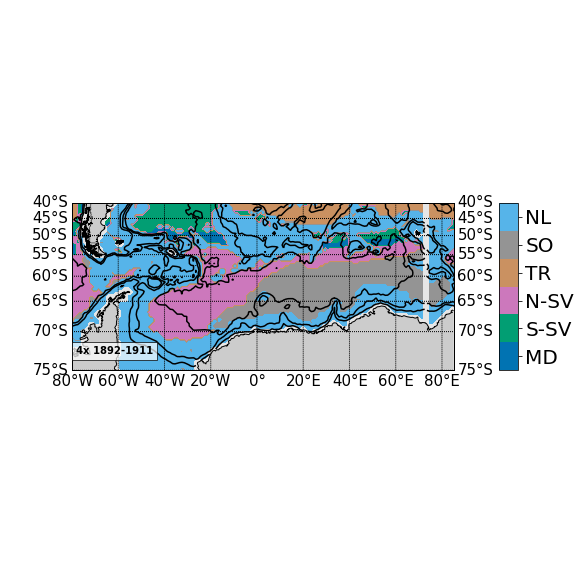 40°S 40°S
45°S 45°S
50°S 50°S
55°S 55°S
60°S 60°S
65°S 65°S
70°S 70°S
75°S 75°S
4x 1892-1911
80°W 60°W 40°W 20°W 0° 20°E 40°E 60°E 80°E
NL
SO
TR
N-SV
S-SV
MD